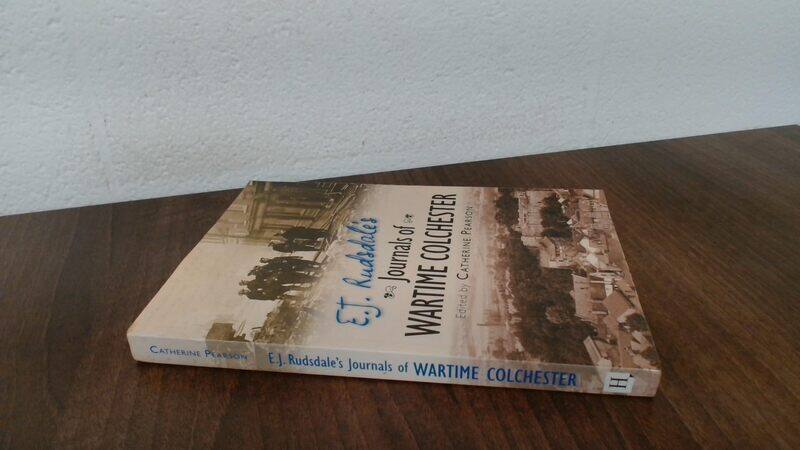 E.J. Rudsdale's
Journals of
WARTIME COLCHESTER
Edited by CATHERINE PEARSON
CATHERINE PEARSON E.J. Rudsdale's Journals of WARTIME COLCHESTER H